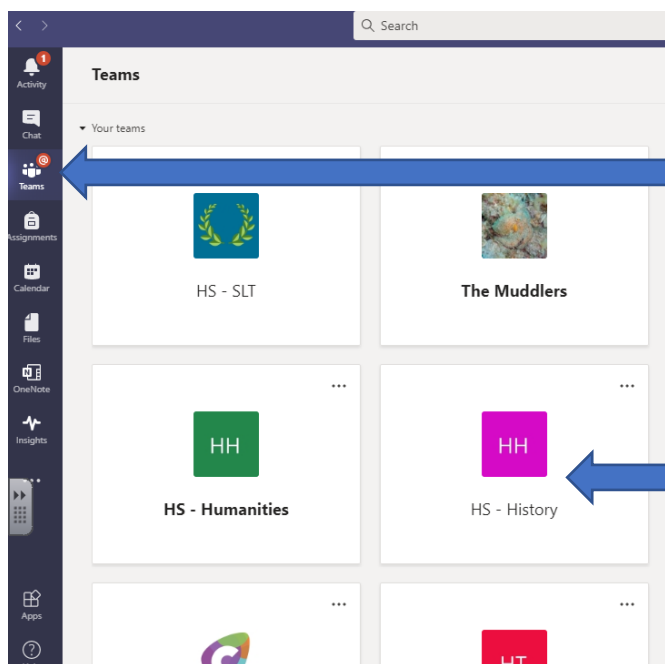 Search
1
Activity
Teams
Your teams
Chat
@
Teams
Assignments
HS - SLT
The Muddlers
Calendar
Files
OneNote
HH
HH
Insights
HS - Humanities
HS - History
Apps
HT